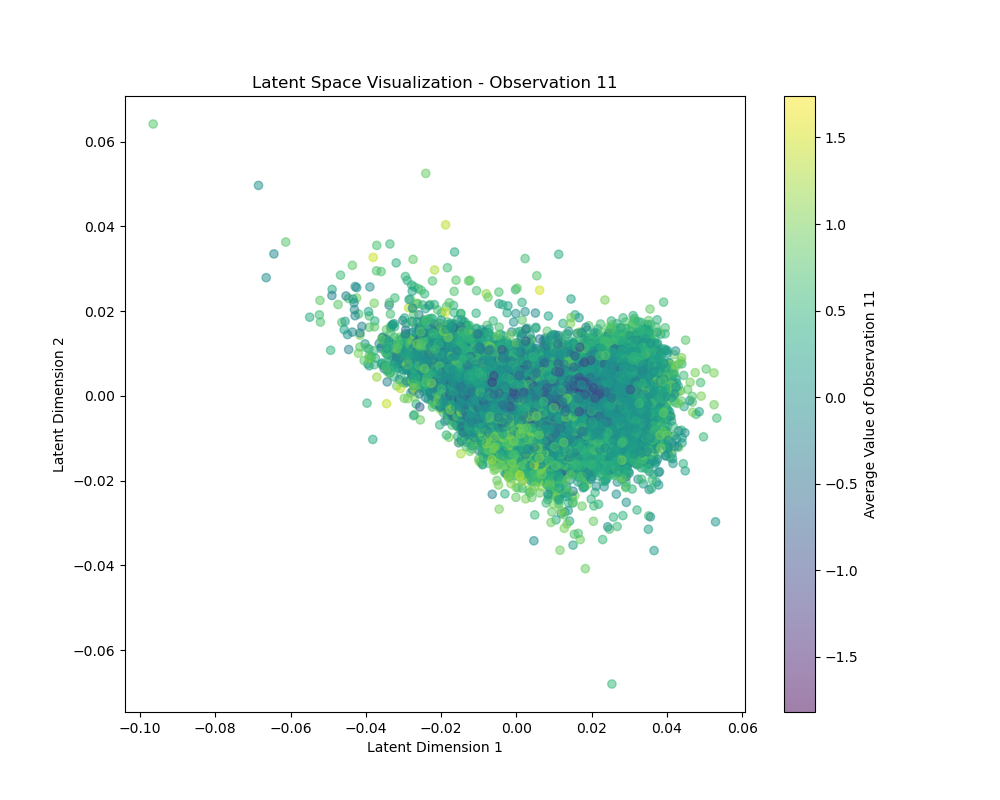 Latent Space Visualization - Observation 11
0.06
0.04
0.02
0.00
−0.02
−0.04
−0.06
Latent Dimension 2
−0.10 −0.08 −0.06 −0.04 −0.02 0.00 0.02 0.04 0.06
Latent Dimension 1
1.5
1.0
0.5
0.0
−0.5
−1.0
−1.5
Average Value of Observation 11